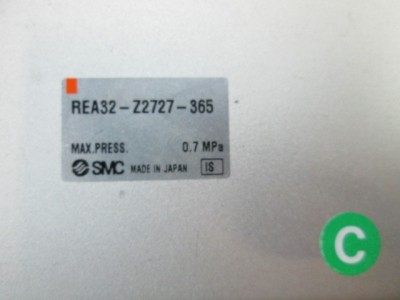 REA32-Z2727-365
MAX.PRESS. 0.7 MPa
SMC MADE IN JAPAN IS
C